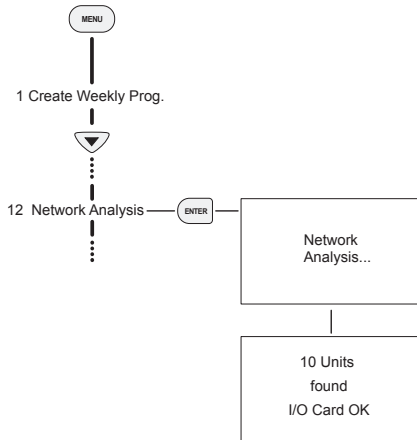 MENU
1 Create Weekly Prog.
12 Network Analysis
ENTER
Network
Analysis...
10 Units
found
I/O Card OK